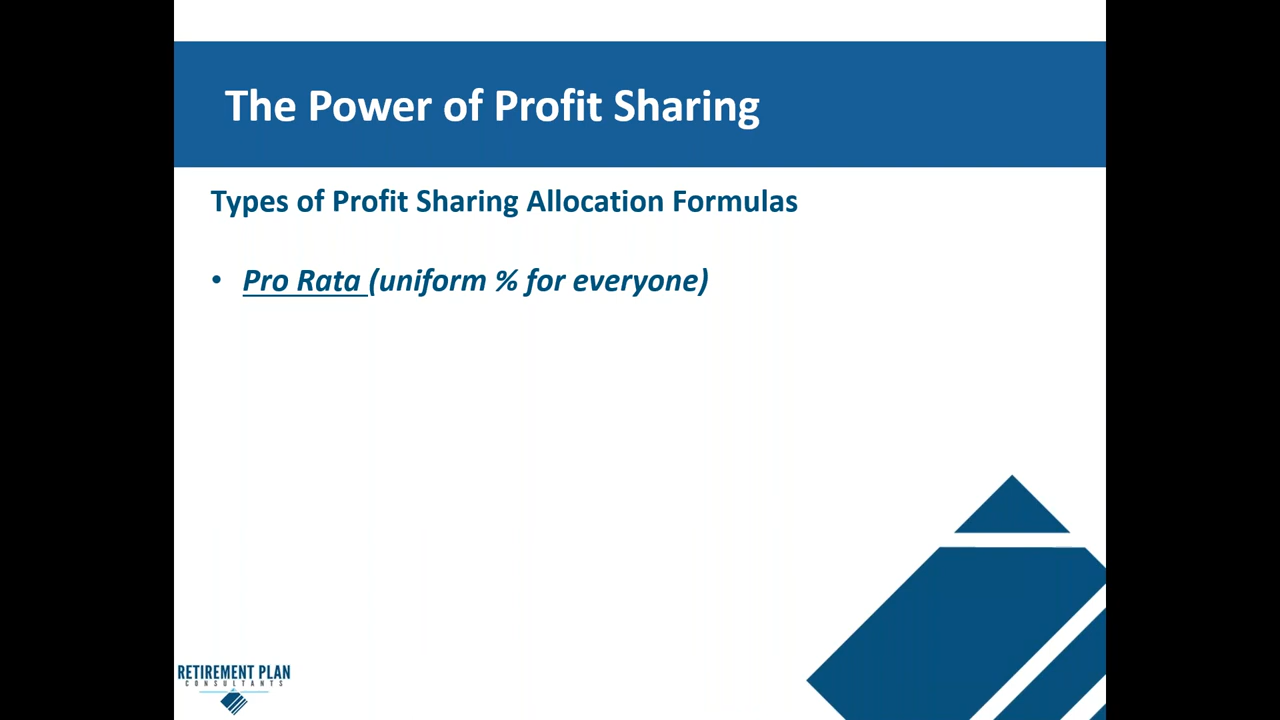 The Power of Profit Sharing
Types of Profit Sharing Allocation Formulas
• Pro Rata (uniform % for everyone)
RETIREMENT PLAN
CONSULTANTS